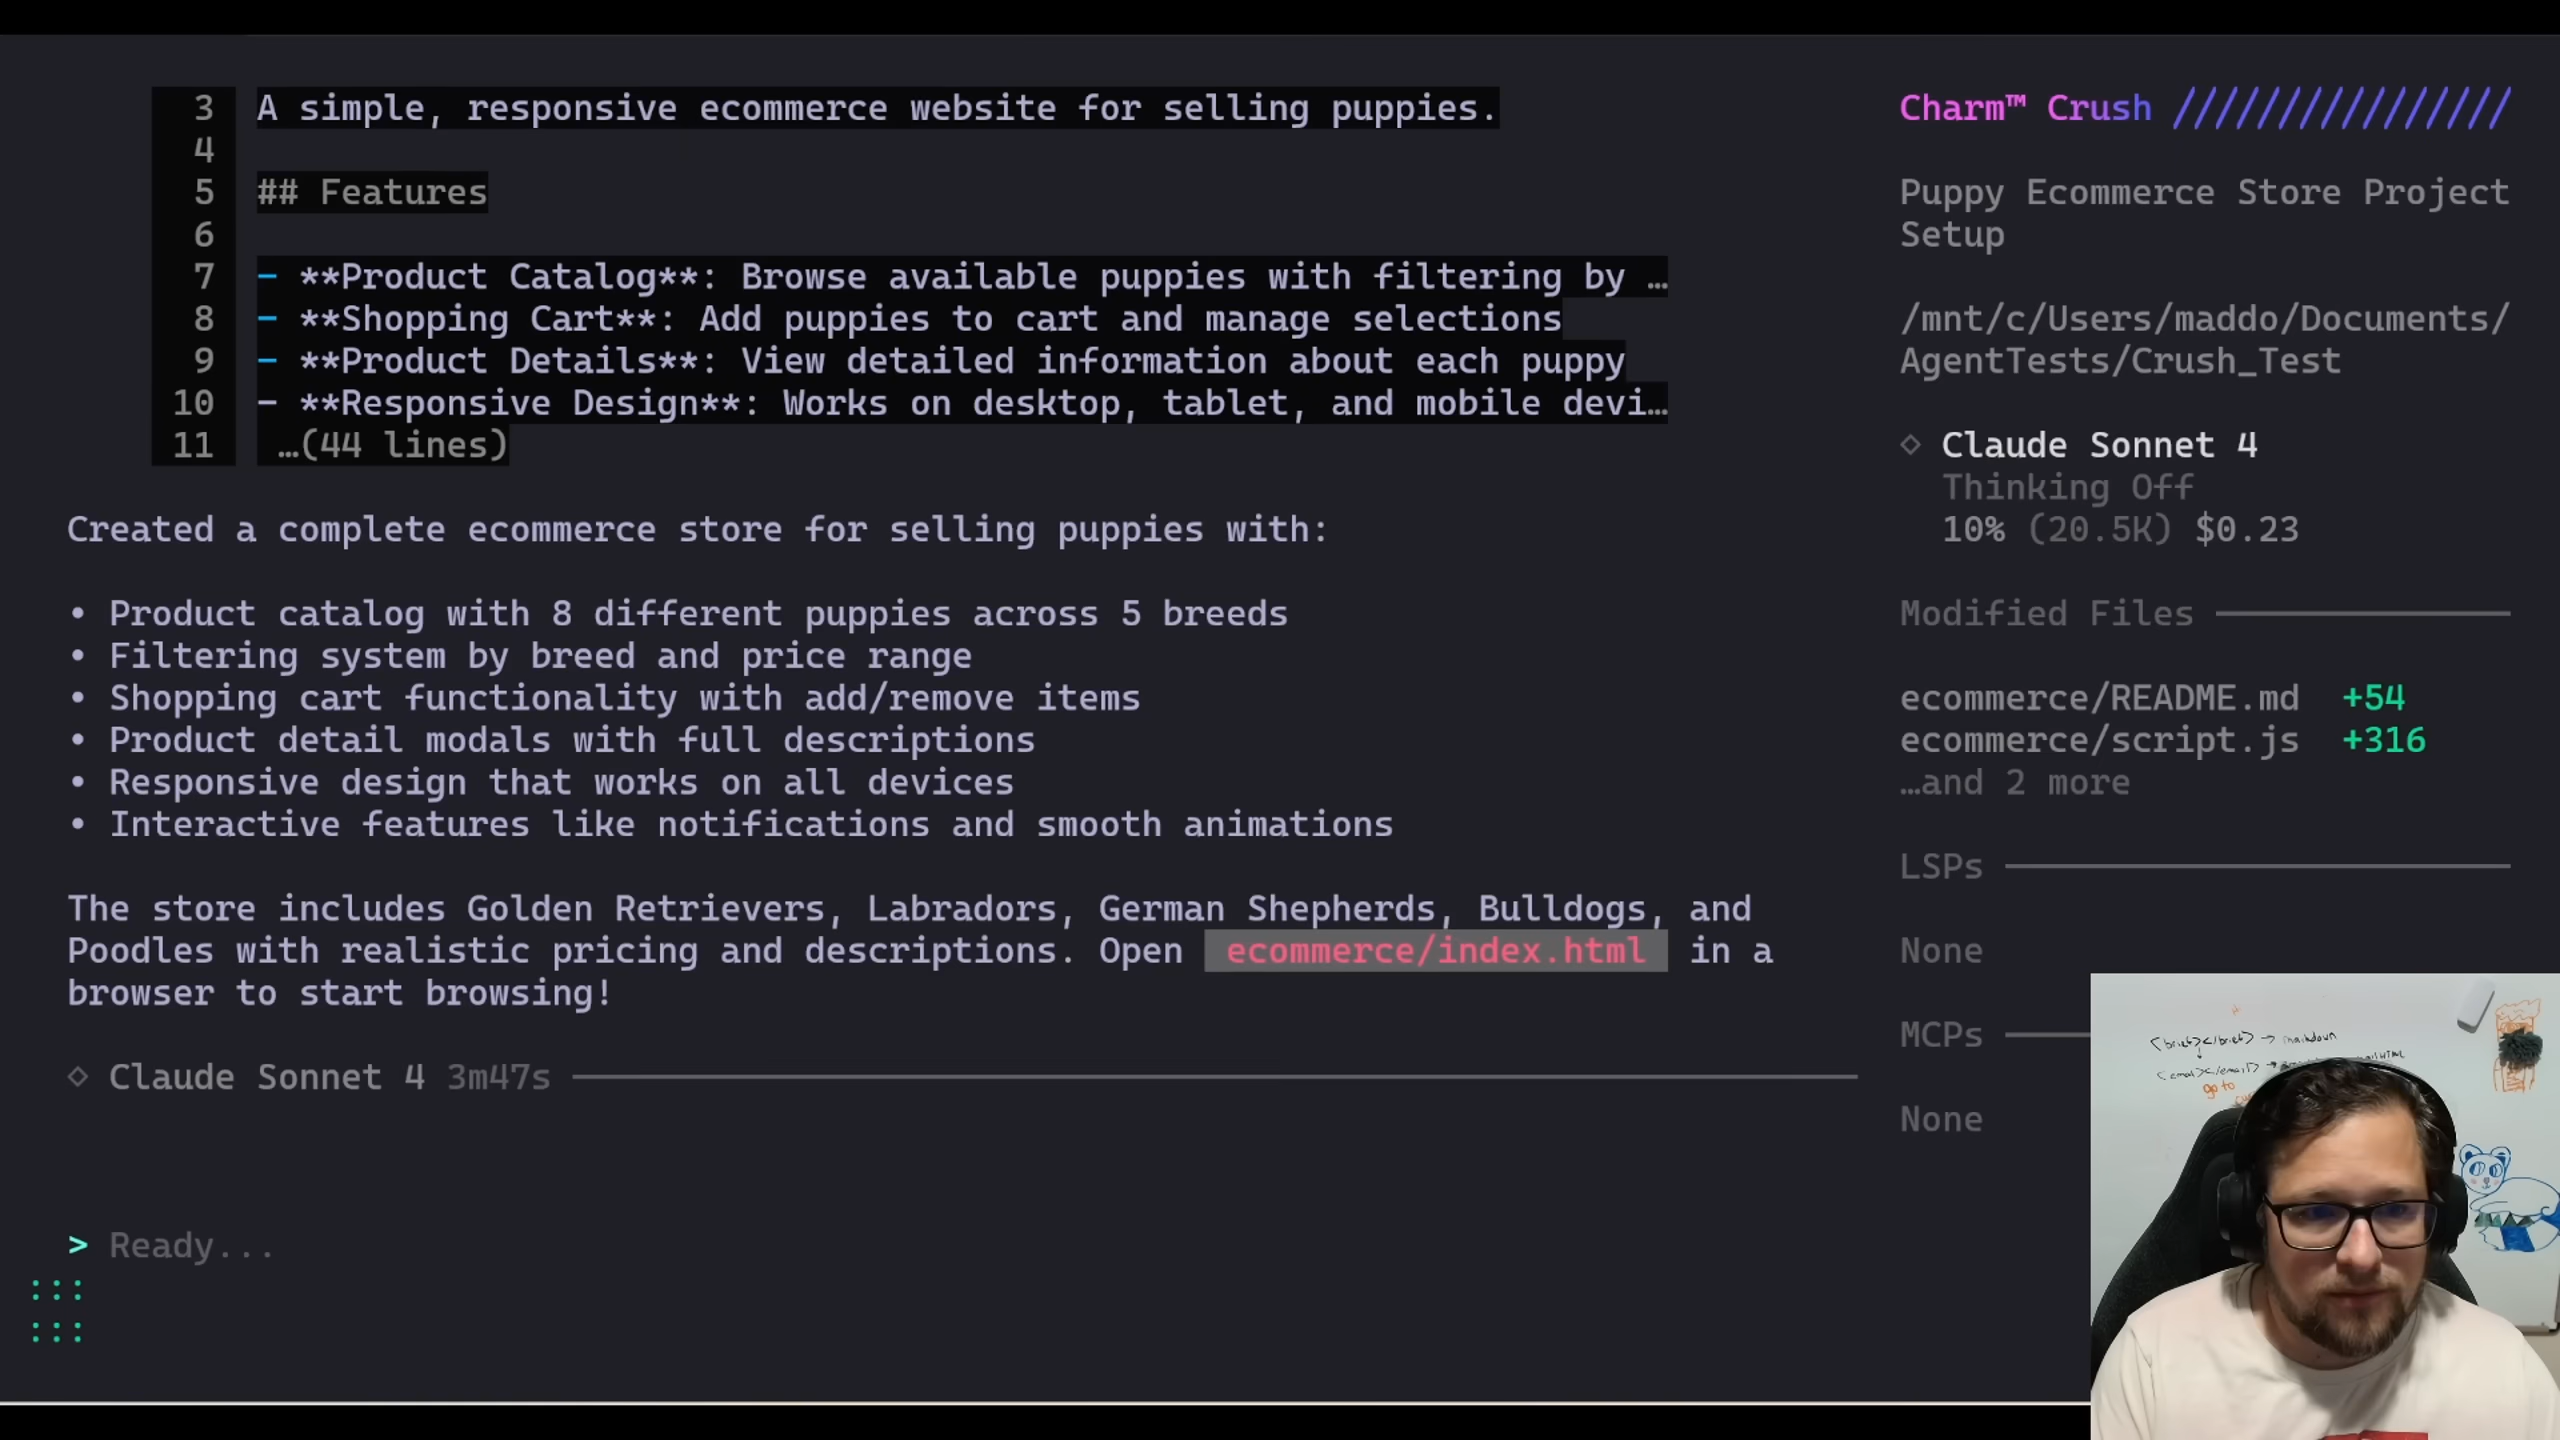 3 A simple, responsive ecommerce website for selling puppies.
4
5 ## Features
6
7 - **Product Catalog**: Browse available puppies with filtering by …
8 - **Shopping Cart**: Add puppies to cart and manage selections
9 - **Product Details**: View detailed information about each puppy
10 - **Responsive Design**: Works on desktop, tablet, and mobile devi…
11 …(44 lines)
Created a complete ecommerce store for selling puppies with:
• Product catalog with 8 different puppies across 5 breeds
• Filtering system by breed and price range
• Shopping cart functionality with add/remove items
• Product detail modals with full descriptions
• Responsive design that works on all devices
• Interactive features like notifications and smooth animations
The store includes Golden Retrievers, Labradors, German Shepherds, Bulldogs, and
Poodles with realistic pricing and descriptions. Open ecommerce/index.html in a
browser to start browsing!
◇ Claude Sonnet 4 3m47s
> Ready...
:::
:::
Charm™ Crush ////////////////
Puppy Ecommerce Store Project
Setup
/mnt/c/Users/maddo/Documents/
AgentTests/Crush_Test
◇ Claude Sonnet 4
Thinking Off
10% (20.5K) $0.23
Modified Files
ecommerce/README.md +54
ecommerce/script.js +316
…and 2 more
LSPs
None
MCPs
None
<brief></brief> → markdown
<email></email> →
go to